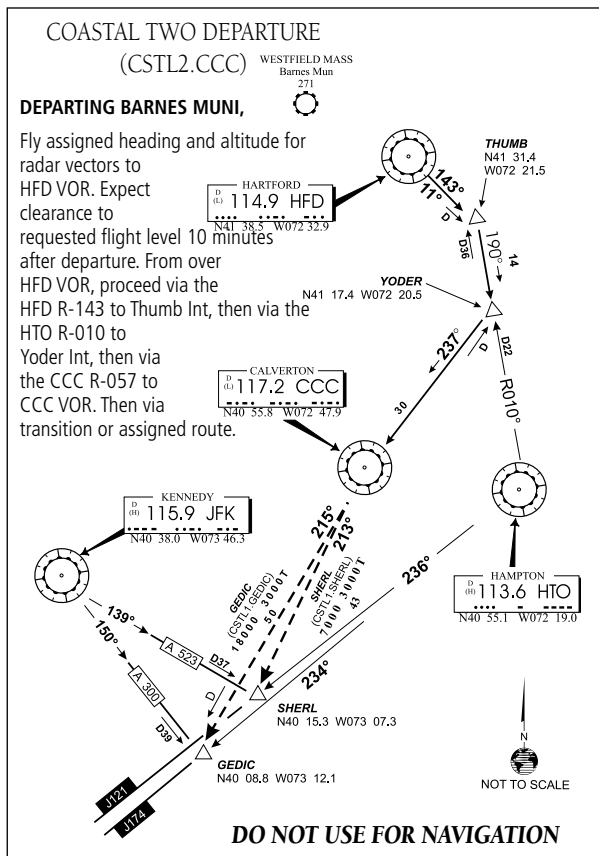 COASTAL TWO DEPARTURE
(CSTL2.CCC)
WESTFIELD MASS
Barnes Mun
271
DEPARTING BARNES MUNI,
Fly assigned heading and altitude for
radar vectors to
HFD VOR. Expect
clearance to
requested flight level 10 minutes
after departure. From over
HFD VOR, proceed via the
HFD R-143 to Thumb Int, then via the
HTO R-010 to
Yoder Int, then via
the CCC R-057 to
CCC VOR. Then via
transition or assigned route.
THUMB
N41 31.4
W072 21.5
HARTFORD
D
(L)
114.9 HFD
N41 38.5 W072 32.9
143°
11°
D
D36
190°
14
YODER
N41 17.4 W072 20.5
237°
D
D22
30
R010°
CALVERTON
D
(L)
117.2 CCC
N40 55.8 W072 47.9
KENNEDY
D
(H)
115.9 JFK
N40 38.0 W073 46.3
215°
213°
GEDIC
(CSTL1.GEDIC)
18000 3000T
50
SHERL
(CSTL1.SHERL)
7000 3000T
43
236°
HAMPTON
D
(H)
113.6 HTO
N40 55.1 W072 19.0
139°
150°
A 523
D37
A 300
D39
D
234°
SHERL
N40 15.3 W073 07.3
GEDIC
N40 08.8 W073 12.1
J121
J174
N
NOT TO SCALE
DO NOT USE FOR NAVIGATION